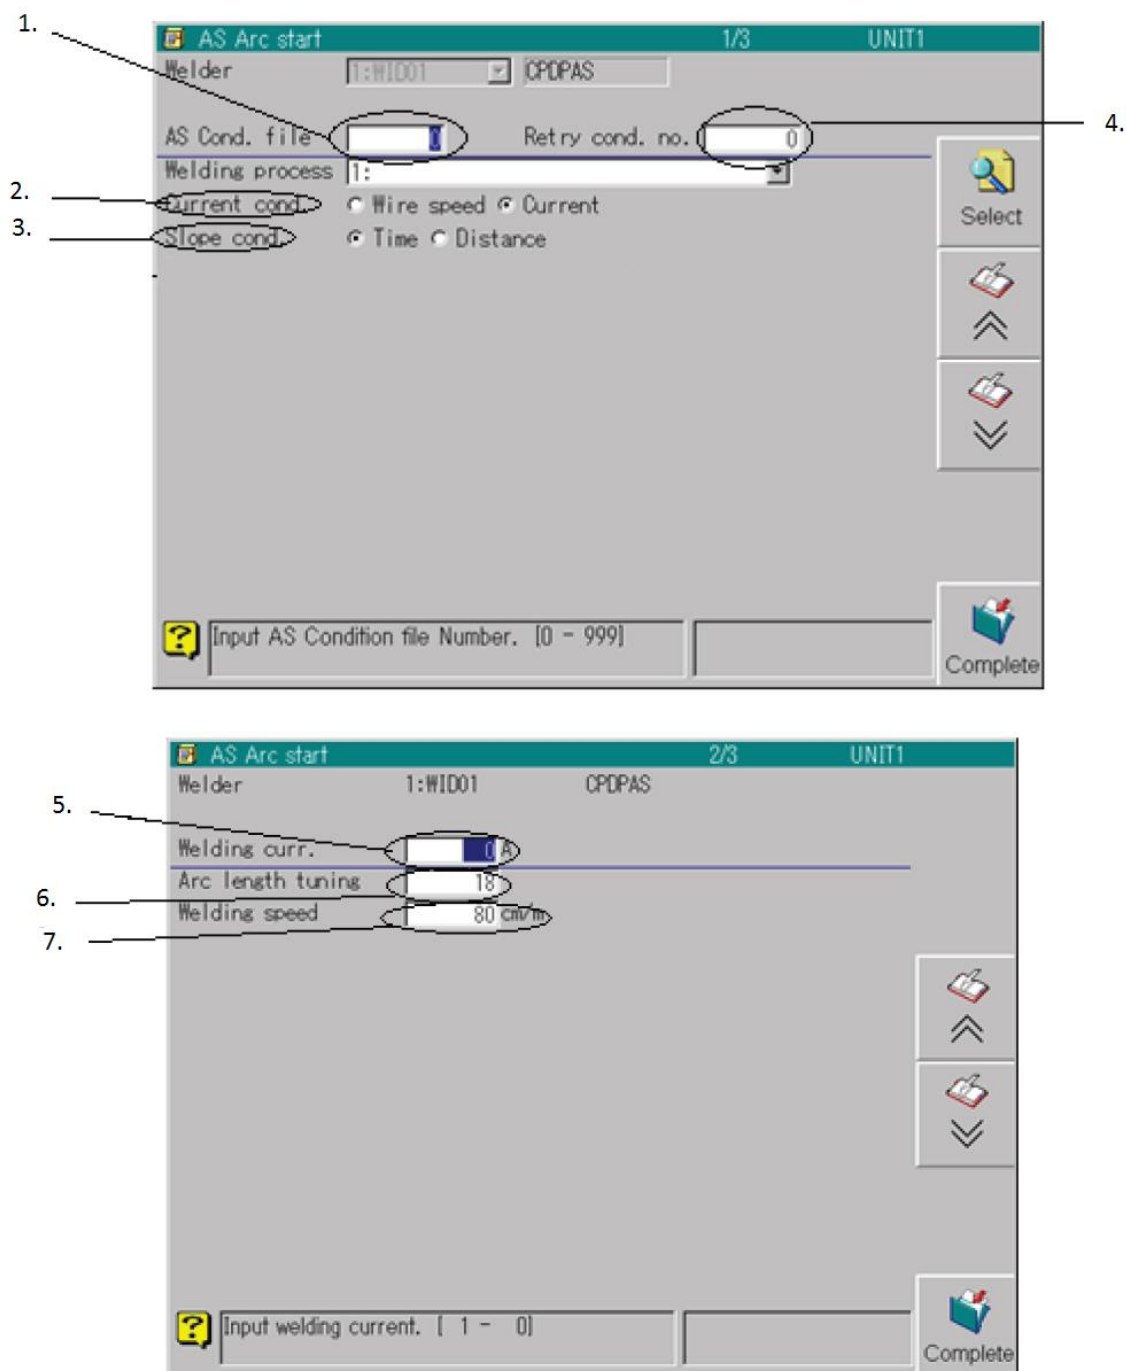 1.
AS Arc start 1/3 UNIT1
Welder 1:WID01 CPDPAS
4.
AS Cond. file 0 Retry cond. no. 0
Welding process 1:
2.
Current cond. Wire speed Current
Select
3.
Slope cond. Time Distance
Input AS Condition file Number. [0 - 999]
Complete
AS Arc start 2/3 UNIT1
Welder 1:WID01 CPDPAS
5.
Welding curr. 0 A
Arc length tuning 18
6.
Welding speed 80 cm/m
7.
Input welding current. [ 1 - 0]
Complete